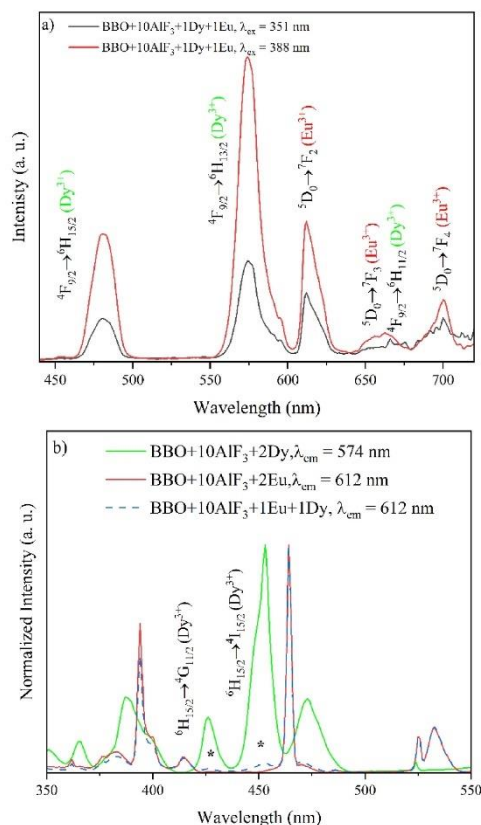 a)
BBO+10AlF₃+1Dy+1Eu, λex = 351 nm
BBO+10AlF₃+1Dy+1Eu, λex = 388 nm
⁴F9/2→⁶H15/2 (Dy³⁺)
⁴F9/2→⁶H13/2 (Dy³⁺)
⁵D₀→⁷F₂ (Eu³⁺)
⁵D₀→⁷F₃ (Eu³⁺)
⁴F9/2→⁶H11/2 (Dy³⁺)
⁵D₀→⁷F₄ (Eu³⁺)
Intenisty (a. u.)
450 500 550 600 650 700
Wavelength (nm)
b)
BBO+10AlF₃+2Dy,λem = 574 nm
BBO+10AlF₃+2Eu,λem = 612 nm
BBO+10AlF₃+1Eu+1Dy, λem = 612 nm
⁶H15/2→⁴G11/2 (Dy³⁺)
⁶H15/2→⁴I15/2 (Dy³⁺)
* *
Normalized Intensity (a. u.)
350 400 450 500 550
Wavelength (nm)